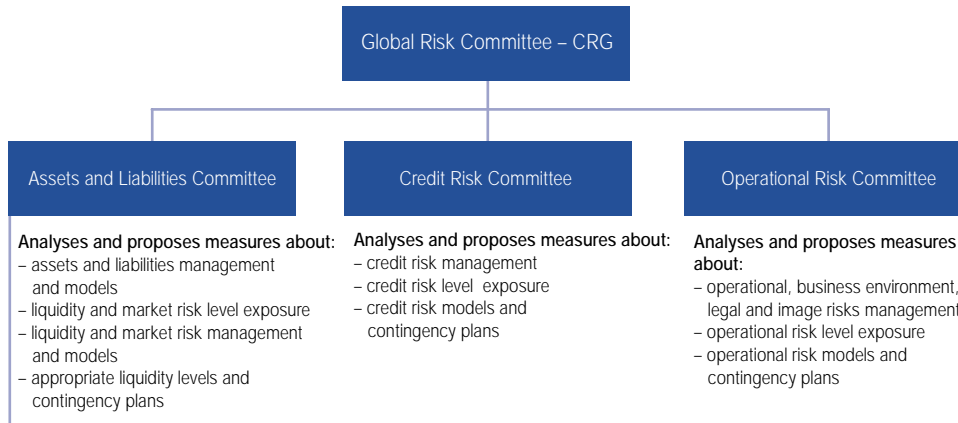 Global Risk Committee – CRG
Assets and Liabilities Committee
Analyses and proposes measures about:
– assets and liabilities management
and models
– liquidity and market risk level exposure
– liquidity and market risk management
and models
– appropriate liquidity levels and
contingency plans
Credit Risk Committee
Analyses and proposes measures about:
– credit risk management
– credit risk level exposure
– credit risk models and
contingency plans
Operational Risk Committee
Analyses and proposes measures
about:
– operational, business environment,
legal and image risks management
– operational risk level exposure
– operational risk models and
contingency plans